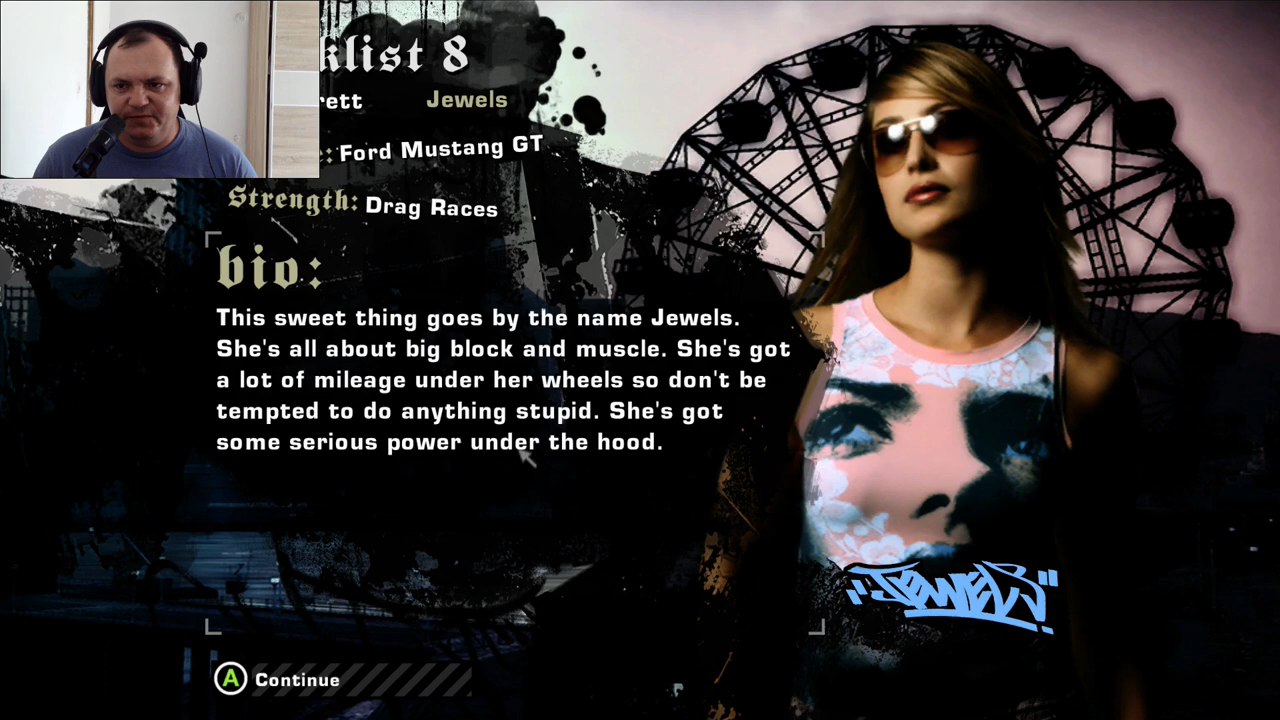 klist 8
rett Jewels
: Ford Mustang GT
Strength: Drag Races
bio:
This sweet thing goes by the name Jewels.
She's all about big block and muscle. She's got
a lot of mileage under her wheels so don't be
tempted to do anything stupid. She's got
some serious power under the hood.
"JEWELS"
A Continue